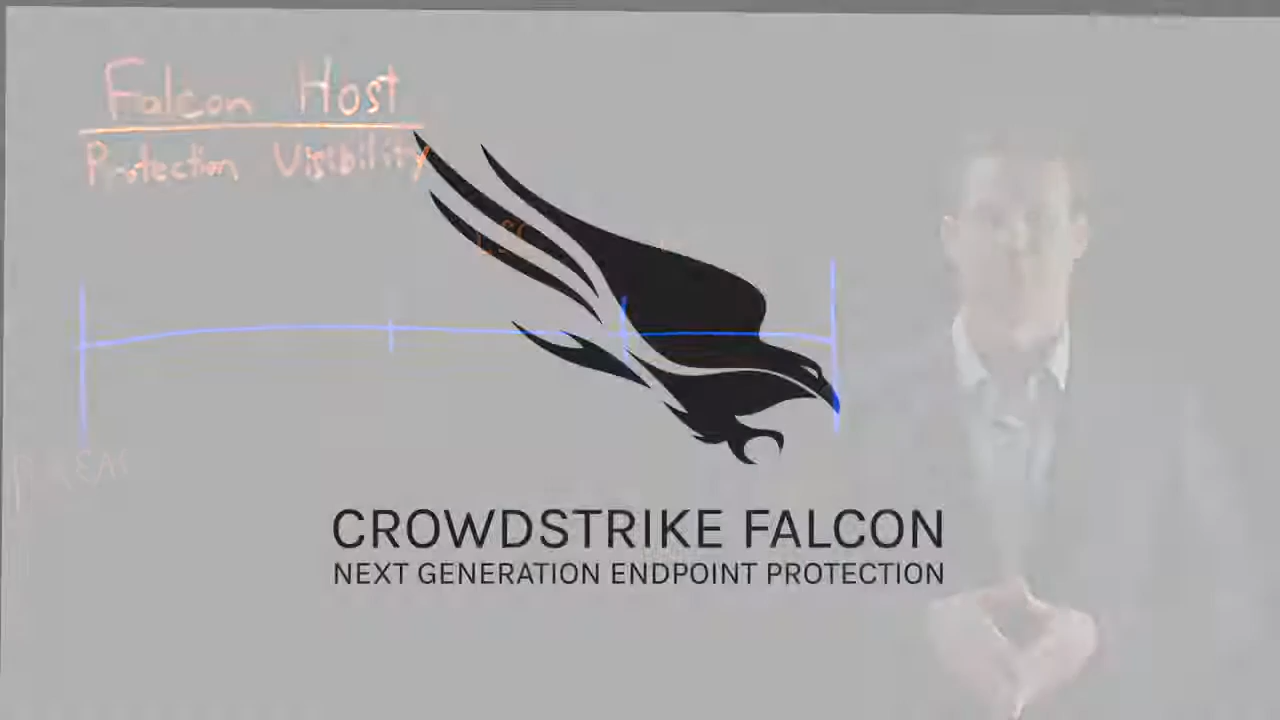 Falcon Host
Protection Visibility
CROWDSTRIKE FALCON
NEXT GENERATION ENDPOINT PROTECTION